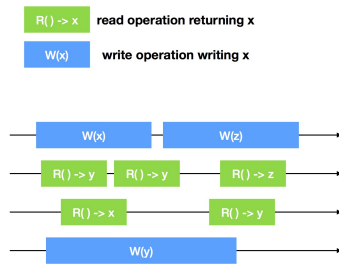 R( ) -> x read operation returning x
W(x) write operation writing x
W(x) W(z)
R( ) -> y R( ) -> y R( ) -> z
R( ) -> x R( ) -> y
W(y)